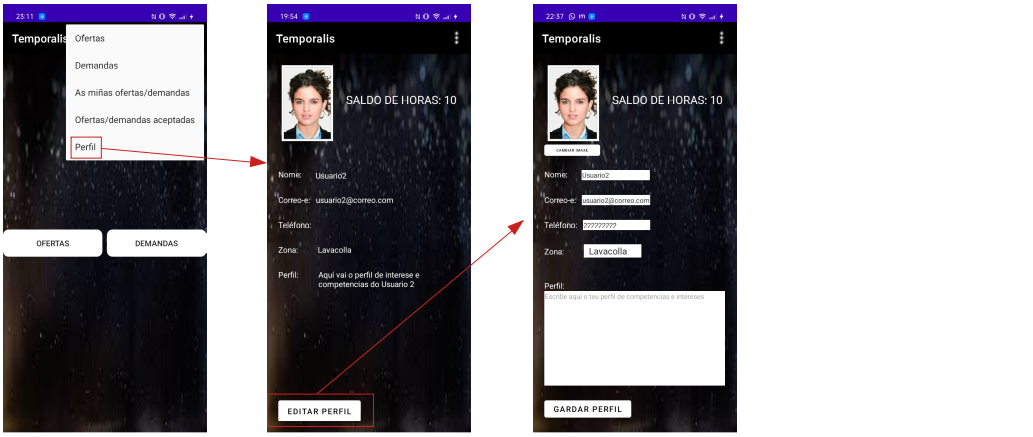 23:11
Temporalis
Ofertas
Demandas
As miñas ofertas/demandas
Ofertas/demandas aceptadas
Perfil
OFERTAS
DEMANDAS
19:54
Temporalis
SALDO DE HORAS: 10
Nome: Usuario2
Correo-e: usuario2@correo.com
Teléfono:
Zona: Lavacolla
Perfil: Aquí vai o perfil de interese e
competencias do Usuario 2
EDITAR PERFIL
22:37 m
Temporalis
SALDO DE HORAS: 10
CAMBIAR IMAXE
Nome: Usuario2
Correo-e: usuario2@correo.com
Teléfono: 222222222
Zona: Lavacolla
Perfil:
Escribe aquí o teu perfil de competencias e intereses
GARDAR PERFIL